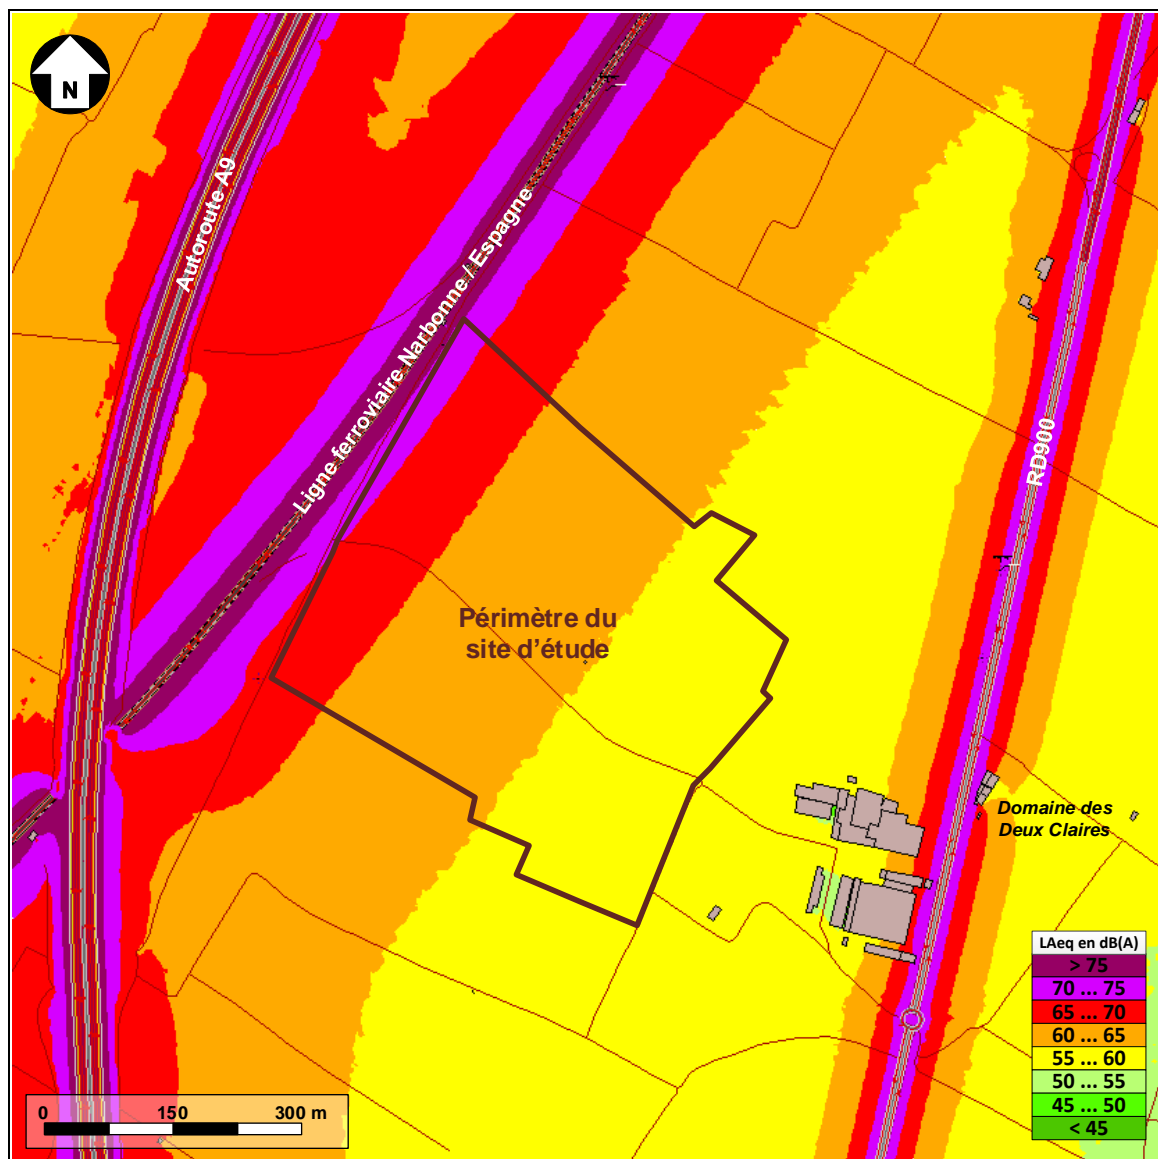 N
Autoroute A9
Ligne ferroviaire Narbonne / Espagne
RD900
Périmètre du
site d'étude
Domaine des
Deux Claires
LAeq en dB(A)
> 75
70 ... 75
65 ... 70
60 ... 65
55 ... 60
50 ... 55
45 ... 50
< 45
0 150 300 m